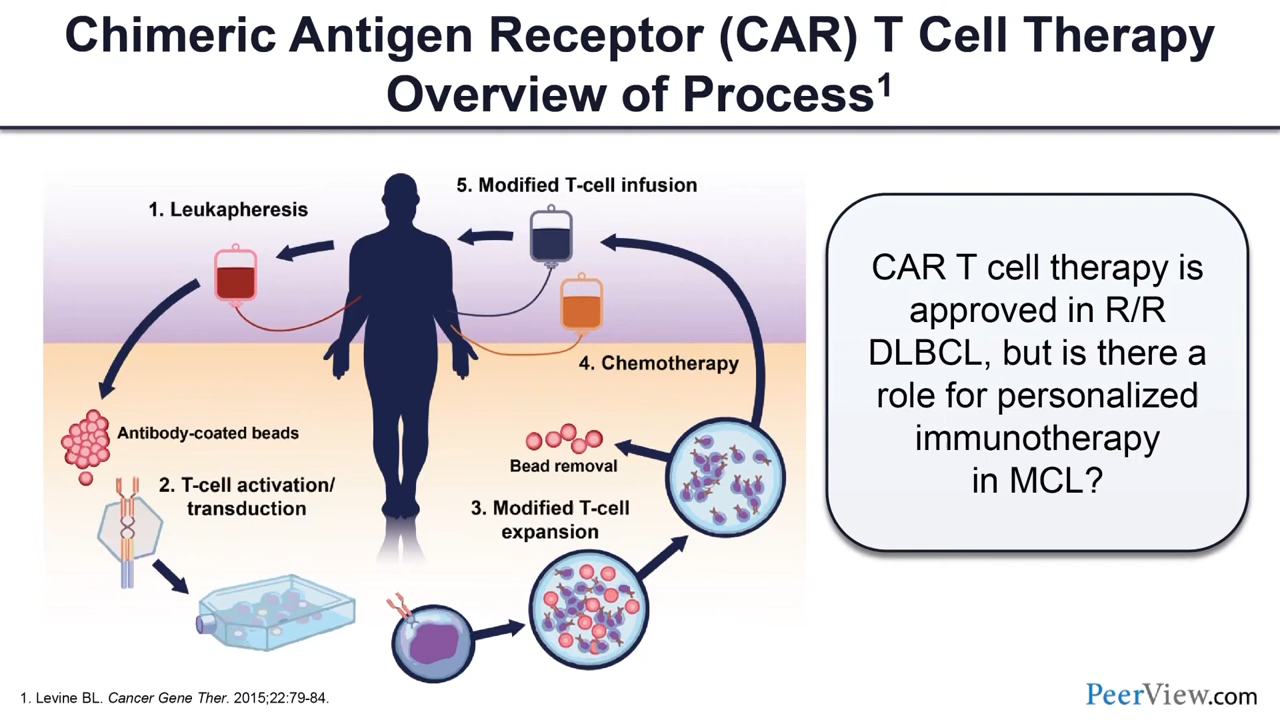 Chimeric Antigen Receptor (CAR) T Cell Therapy
Overview of Process1
1. Leukapheresis
5. Modified T-cell infusion
4. Chemotherapy
Antibody-coated beads
2. T-cell activation/
transduction
Bead removal
3. Modified T-cell
expansion
CAR T cell therapy is
approved in R/R
DLBCL, but is there a
role for personalized
immunotherapy
in MCL?
1. Levine BL. Cancer Gene Ther. 2015;22:79-84.
PeerView.com